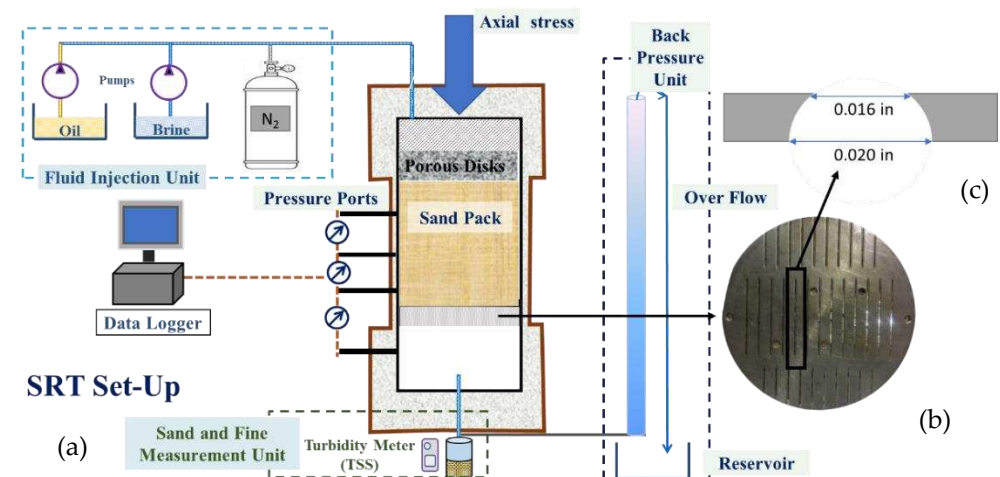 Axial stress
Back
Pressure
Unit
Pumps
Oil
Brine
N2
Fluid Injection Unit
0.016 in
0.020 in
(c)
Porous Disks
Pressure Ports
Sand Pack
Over Flow
Data Logger
SRT Set-Up
(a)
(b)
Sand and Fine
Measurement Unit
Turbidity Meter
(TSS)
Reservoir